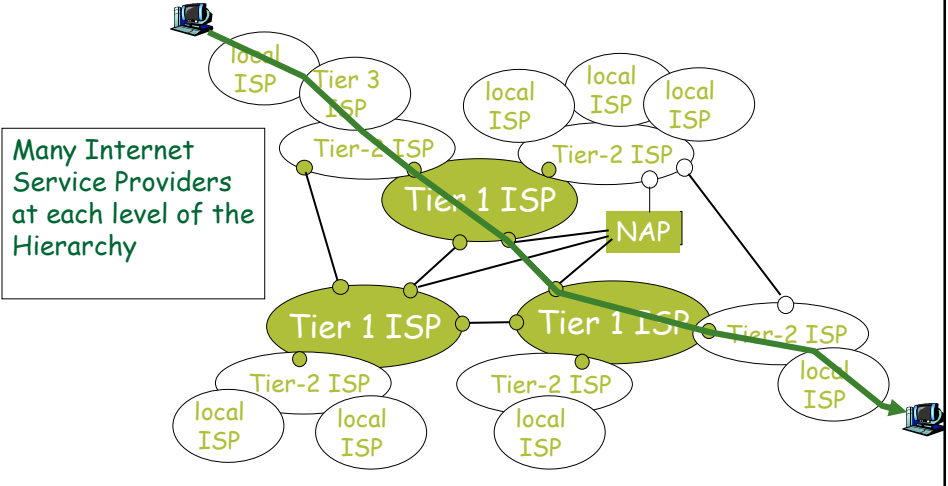 local
ISP
Tier 3
ISP
local
ISP
local
ISP
local
ISP
Many Internet
Service Providers
at each level of the
Hierarchy
Tier-2 ISP
Tier-2 ISP
Tier 1 ISP
NAP
Tier 1 ISP
Tier 1 ISP
Tier-2 ISP
Tier-2 ISP
Tier-2 ISP
local
ISP
local
ISP
local
ISP
local
ISP